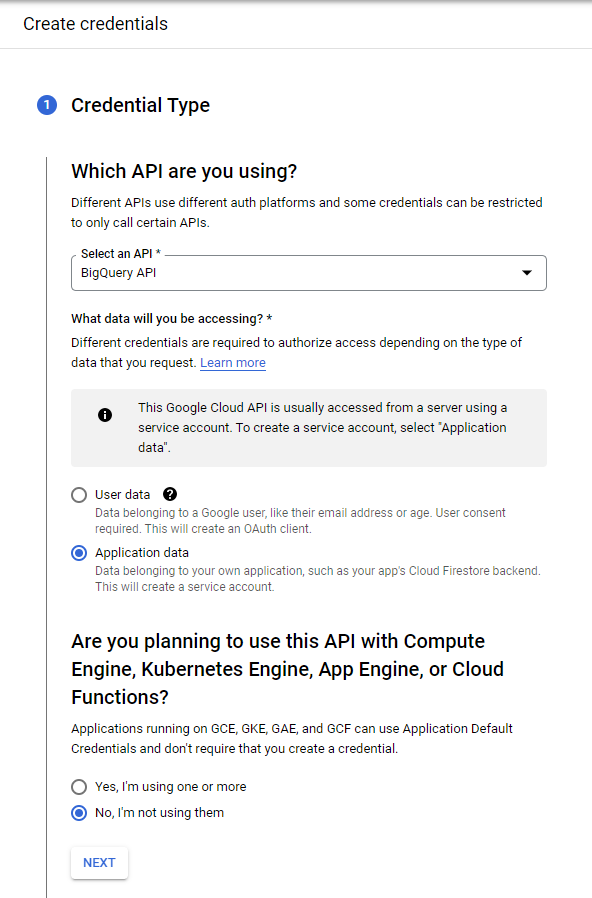 Create credentials
1 Credential Type
Which API are you using?
Different APIs use different auth platforms and some credentials can be restricted
to only call certain APIs.
Select an API *
BigQuery API
What data will you be accessing? *
Different credentials are required to authorize access depending on the type of
data that you request. Learn more
This Google Cloud API is usually accessed from a server using a
service account. To create a service account, select "Application
data".
User data
Data belonging to a Google user, like their email address or age. User consent
required. This will create an OAuth client.
Application data
Data belonging to your own application, such as your app's Cloud Firestore backend.
This will create a service account.
Are you planning to use this API with Compute
Engine, Kubernetes Engine, App Engine, or Cloud
Functions?
Applications running on GCE, GKE, GAE, and GCF can use Application Default
Credentials and don't require that you create a credential.
Yes, I'm using one or more
No, I'm not using them
NEXT